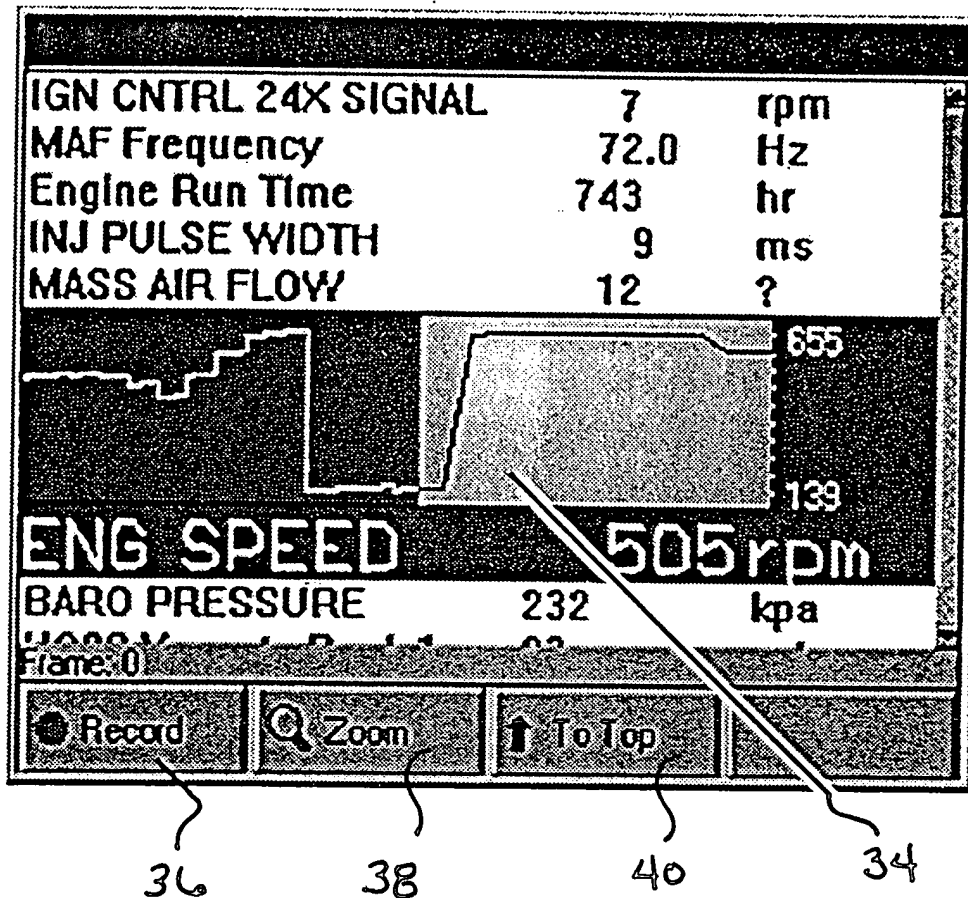 IGN CNTRL 24X SIGNAL 7 rpm
MAF Frequency 72.0 Hz
Engine Run Time 743 hr
INJ PULSE WIDTH 9 ms
MASS AIR FLOW 12 ?
655
139
ENG SPEED 505 rpm
BARO PRESSURE 232 kpa
Frame: 0
Record Zoom To Top
36 38 40 34